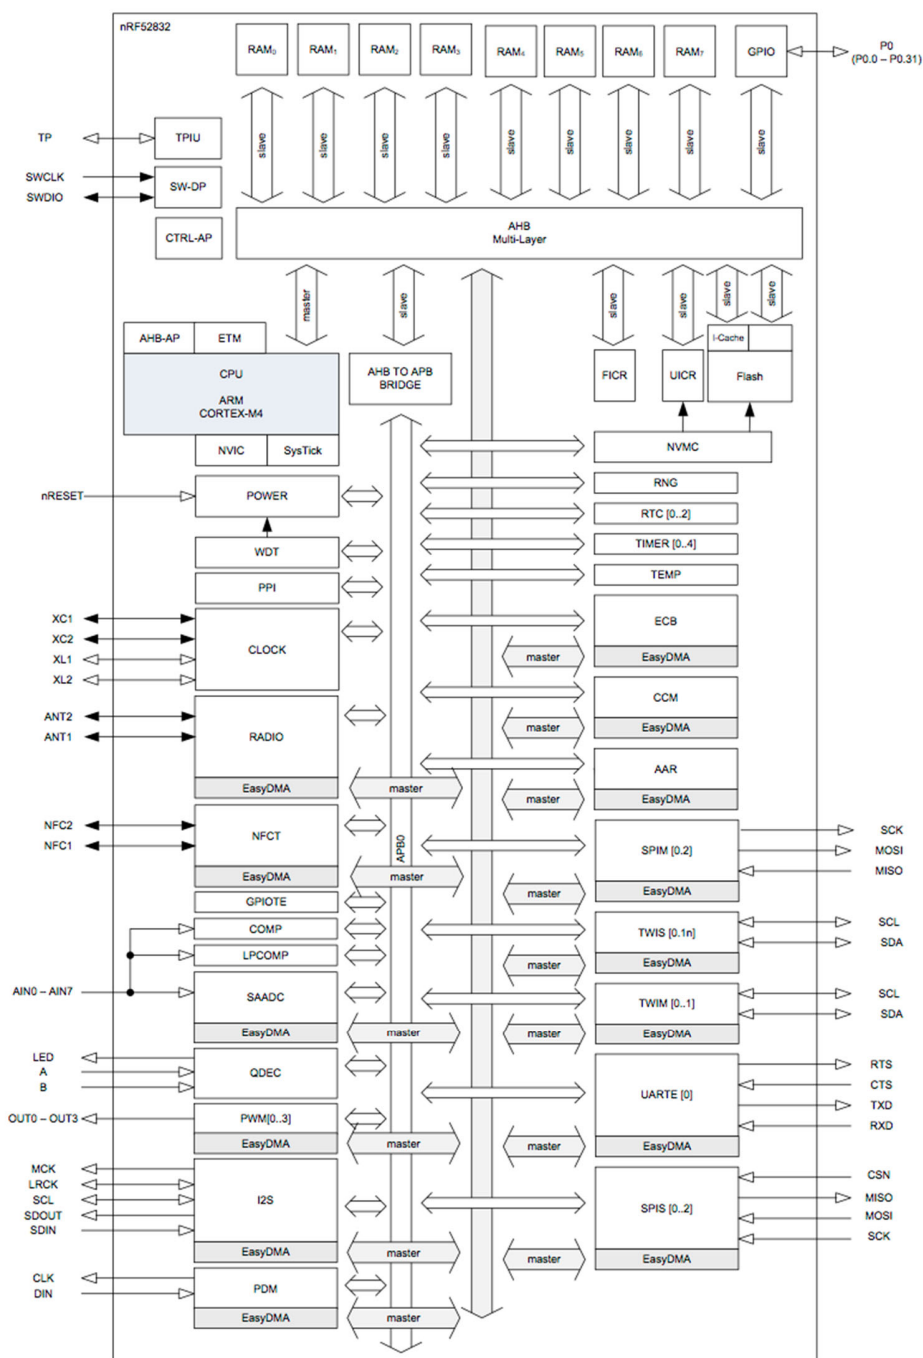 nRF52832
RAM0
RAM1
RAM2
RAM3
RAM4
RAM5
RAM6
RAM7
GPIO
P0
(P0.0 – P0.31)
slave
slave
slave
slave
slave
slave
slave
slave
slave
TP
TPIU
SWCLK
SWDIO
SW-DP
CTRL-AP
AHB
Multi-Layer
master
slave
slave
slave
slave
slave
AHB-AP
ETM
I-Cache
CPU
ARM
CORTEX-M4
AHB TO APB
BRIDGE
FICR
UICR
Flash
NVIC
SysTick
NVMC
nRESET
POWER
RNG
RTC [0..2]
WDT
TIMER [0..4]
PPI
TEMP
XC1
XC2
XL1
XL2
CLOCK
ECB
master
EasyDMA
ANT2
ANT1
RADIO
CCM
master
EasyDMA
AAR
EasyDMA
master
master
EasyDMA
NFC2
NFC1
NFCT
APB0
SPIM [0.2]
SCK
MOSI
MISO
EasyDMA
master
master
EasyDMA
GPIOTE
COMP
LPCOMP
TWIS [0.1n]
SCL
SDA
master
EasyDMA
AIN0 – AIN7
SAADC
TWIM [0..1]
SCL
SDA
EasyDMA
master
master
EasyDMA
LED
A
B
QDEC
UARTE [0]
RTS
CTS
TXD
RXD
OUT0 – OUT3
PWM[0..3]
EasyDMA
master
master
EasyDMA
MCK
LRCK
SCL
SDOUT
SDIN
I2S
SPIS [0..2]
CSN
MISO
MOSI
SCK
EasyDMA
master
master
EasyDMA
CLK
DIN
PDM
EasyDMA
master